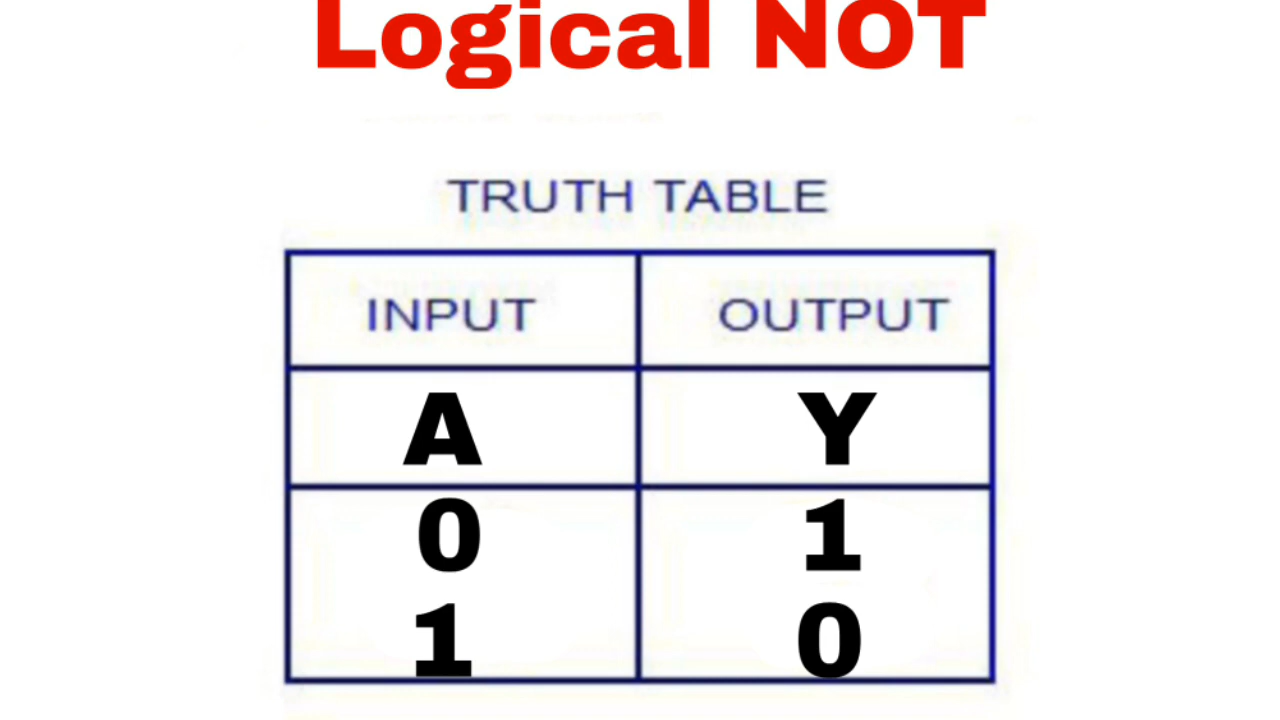 Logical NOT
TRUTH TABLE
INPUT OUTPUT
A Y
0 1
1 0